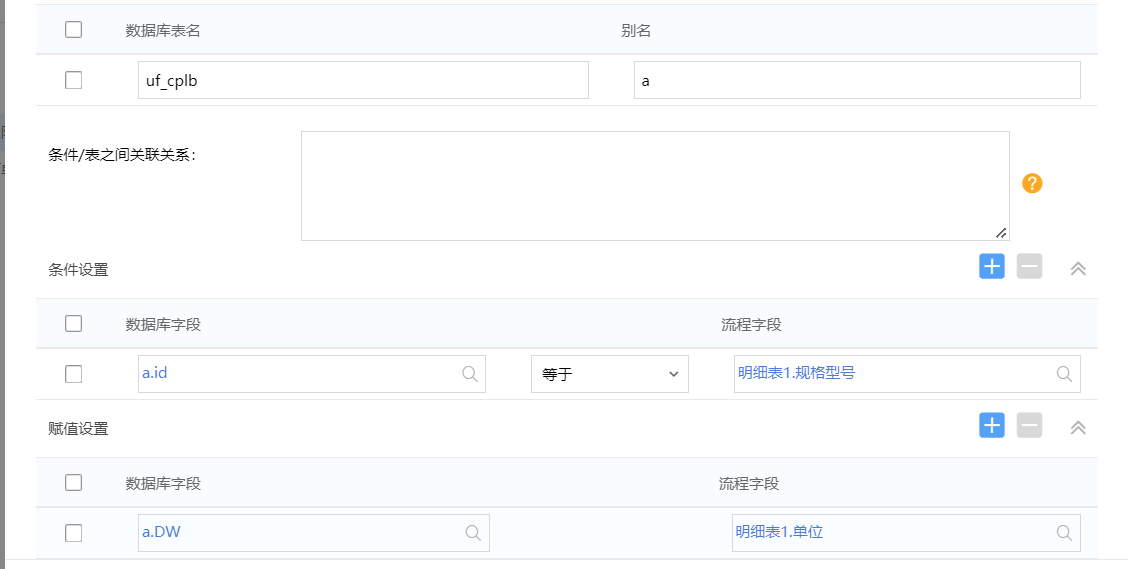 数据库表名 别名
uf_cplb a
条件/表之间关联关系：
?
条件设置
数据库字段 流程字段
a.id 等于 明细表1.规格型号
赋值设置
数据库字段 流程字段
a.DW 明细表1.单位